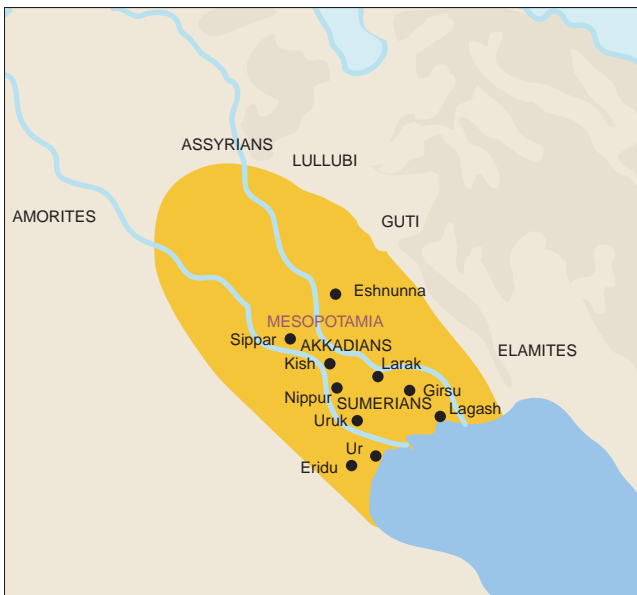 ASSYRIANS
LULLUBI
AMORITES
GUTI
Eshnunna
MESOPOTAMIA
Sippar
AKKADIANS
ELAMITES
Kish
Larak
Girsu
Nippur
SUMERIANS
Lagash
Uruk
Ur
Eridu